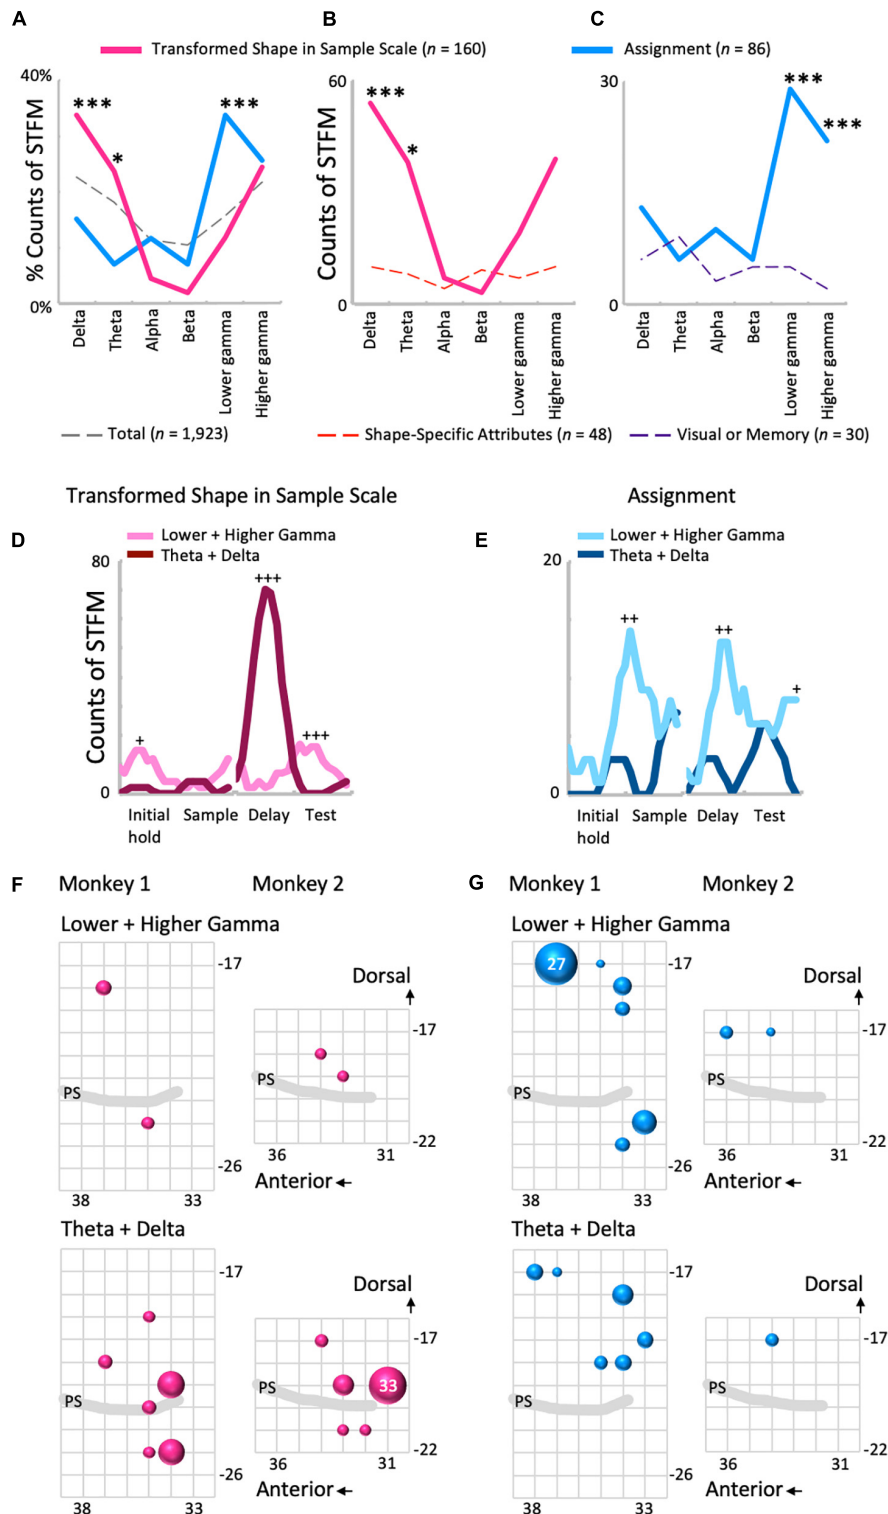 A B C
Transformed Shape in Sample Scale (n = 160) Assignment (n = 86)
40% 60 30
*** *** *** ***
* * ***
% Counts of STFM
Counts of STFM
0% 0 0
Delta Theta Alpha Beta Lower gamma Higher gamma
Delta Theta Alpha Beta Lower gamma Higher gamma
Delta Theta Alpha Beta Lower gamma Higher gamma
Total (n = 1,923) Shape-Specific Attributes (n = 48) Visual or Memory (n = 30)
Transformed Shape in Sample Scale Assignment
D E
Lower + Higher Gamma Lower + Higher Gamma
Theta + Delta Theta + Delta
80 20
+++
++ ++
+ +++ +
Counts of STFM
0 0
Initial Sample Delay Test Initial Sample Delay Test
hold hold
F Monkey 1 Monkey 2 G Monkey 1 Monkey 2
Lower + Higher Gamma Lower + Higher Gamma
-17 27 -17
Dorsal Dorsal
-17 -17
PS PS PS PS
-22 -22
36 31 36 31
-26 -26
Anterior Anterior
38 33 38 33
Theta + Delta Theta + Delta
-17 -17
Dorsal Dorsal
-17 -17
PS PS 33 PS PS
-22 -22
36 31 36 31
-26 -26
Anterior Anterior
38 33 38 33